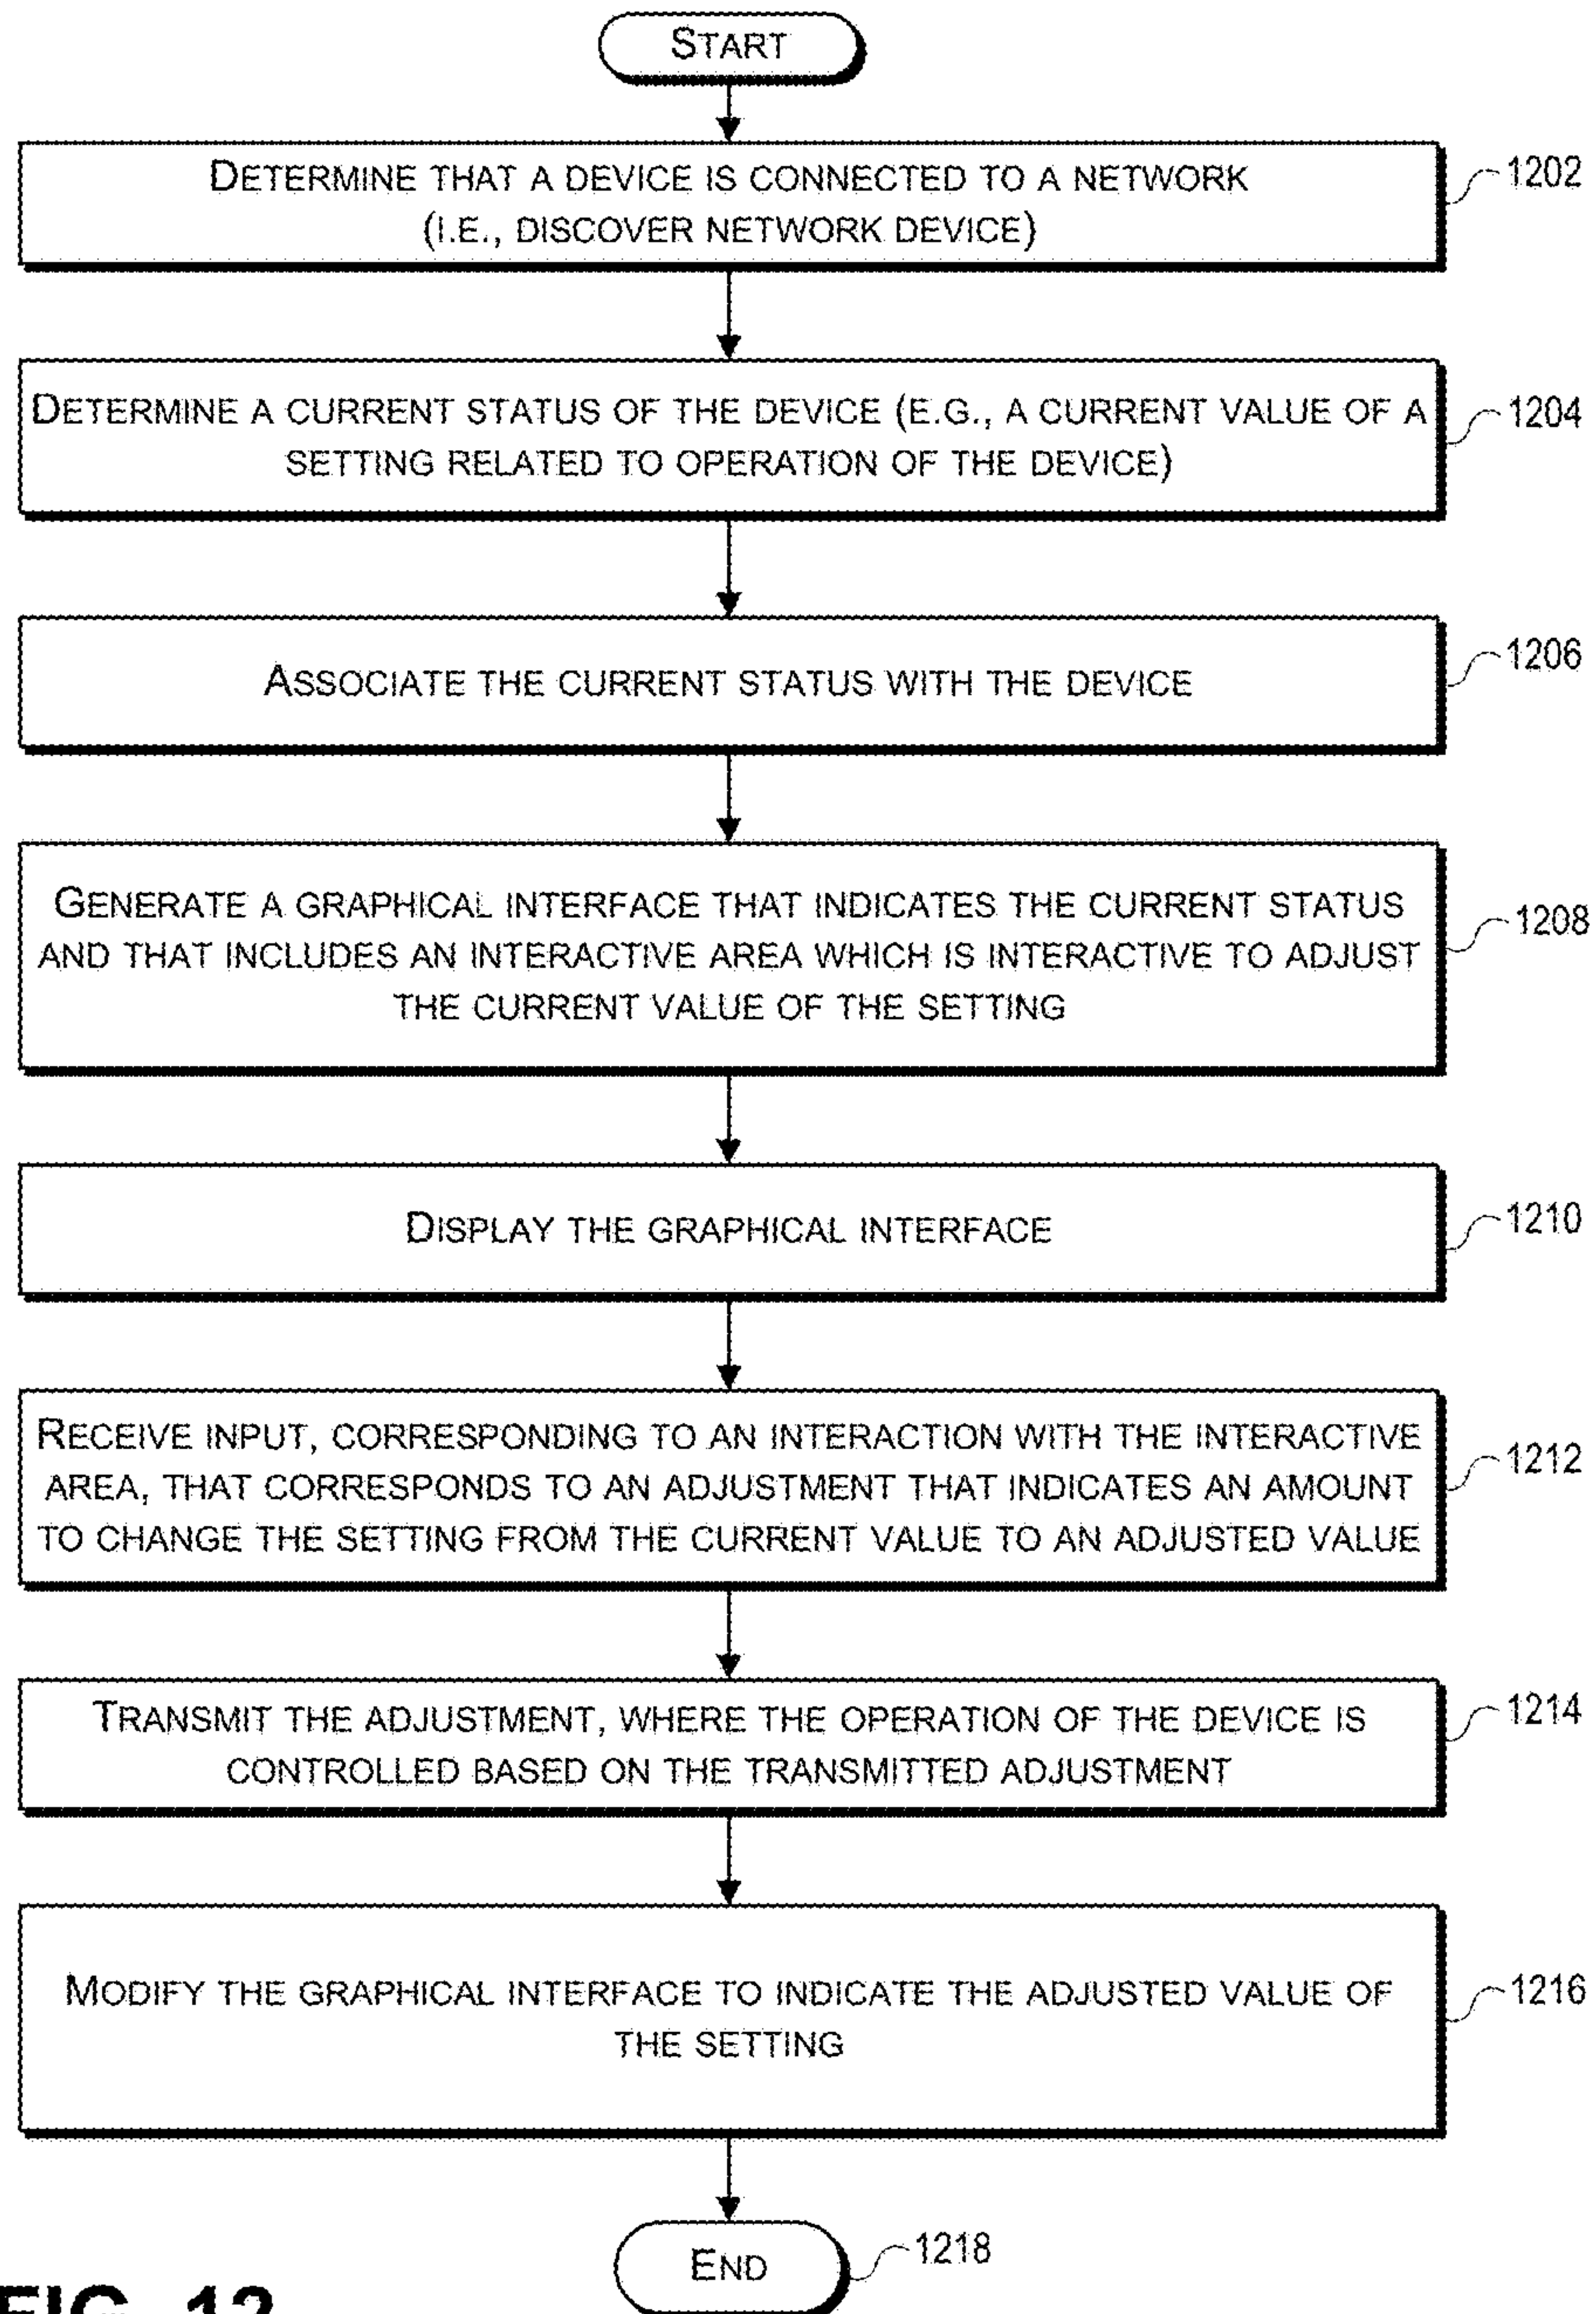 START
DETERMINE THAT A DEVICE IS CONNECTED TO A NETWORK
(I.E., DISCOVER NETWORK DEVICE)
1202
DETERMINE A CURRENT STATUS OF THE DEVICE (E.G., A CURRENT VALUE OF A
SETTING RELATED TO OPERATION OF THE DEVICE)
1204
ASSOCIATE THE CURRENT STATUS WITH THE DEVICE
1206
GENERATE A GRAPHICAL INTERFACE THAT INDICATES THE CURRENT STATUS
AND THAT INCLUDES AN INTERACTIVE AREA WHICH IS INTERACTIVE TO ADJUST
THE CURRENT VALUE OF THE SETTING
1208
DISPLAY THE GRAPHICAL INTERFACE
1210
RECEIVE INPUT, CORRESPONDING TO AN INTERACTION WITH THE INTERACTIVE
AREA, THAT CORRESPONDS TO AN ADJUSTMENT THAT INDICATES AN AMOUNT
TO CHANGE THE SETTING FROM THE CURRENT VALUE TO AN ADJUSTED VALUE
1212
TRANSMIT THE ADJUSTMENT, WHERE THE OPERATION OF THE DEVICE IS
CONTROLLED BASED ON THE TRANSMITTED ADJUSTMENT
1214
MODIFY THE GRAPHICAL INTERFACE TO INDICATE THE ADJUSTED VALUE OF
THE SETTING
1216
END
1218
FIG. 12